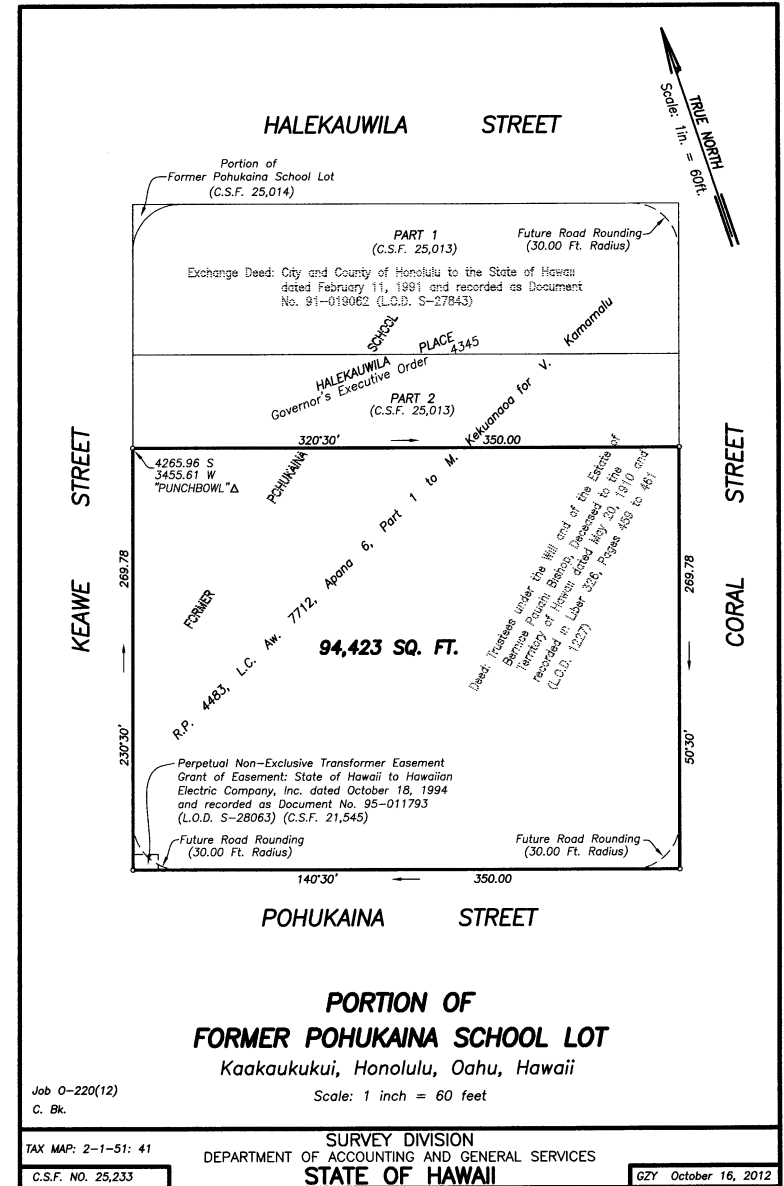 HALEKAUWILA STREET
TRUE NORTH
Scale: 1in. = 60ft.
Portion of
Former Pohukaina School Lot
(C.S.F. 25,014)
PART 1
(C.S.F. 25,013)
Future Road Rounding
(30.00 Ft. Radius)
Exchange Deed: City and County of Honolulu to the State of Hawaii
dated February 11, 1991 and recorded as Document
No. 91-019062 (L.O.D. S-27843)
SCHOOL
HALEKAUWILA PLACE
Governor's Executive Order 4345
PART 2
(C.S.F. 25,013)
320°30' 350.00
4265.96 S
3455.61 W
"PUNCHBOWL"Δ
POHUKAINA
FORMER
R.P. 4483, L.C. Aw. 7712, Apana 6, Part 1 to M. Kekuanaoa for V. Kamamalu
Deed: Trustees under the Will and of the Estate of
Bernice Pauahi Bishop, Deceased to the
Territory of Hawaii dated May 20, 1910 and
recorded in Liber 326, Pages 459 to 461
(L.O.D. 1227)
KEAWE STREET
230°30' 269.78
94,423 SQ. FT.
269.78 50°30'
CORAL STREET
Perpetual Non-Exclusive Transformer Easement
Grant of Easement: State of Hawaii to Hawaiian
Electric Company, Inc. dated October 18, 1994
and recorded as Document No. 95-011793
(L.O.D. S-28063) (C.S.F. 21,545)
Future Road Rounding
(30.00 Ft. Radius)
Future Road Rounding
(30.00 Ft. Radius)
140°30' 350.00
POHUKAINA STREET
PORTION OF
FORMER POHUKAINA SCHOOL LOT
Kaakaukukui, Honolulu, Oahu, Hawaii
Scale: 1 inch = 60 feet
Job O-220(12)
C. Bk.
TAX MAP: 2-1-51: 41
SURVEY DIVISION
DEPARTMENT OF ACCOUNTING AND GENERAL SERVICES
STATE OF HAWAII
C.S.F. NO. 25,233
GZY October 16, 2012